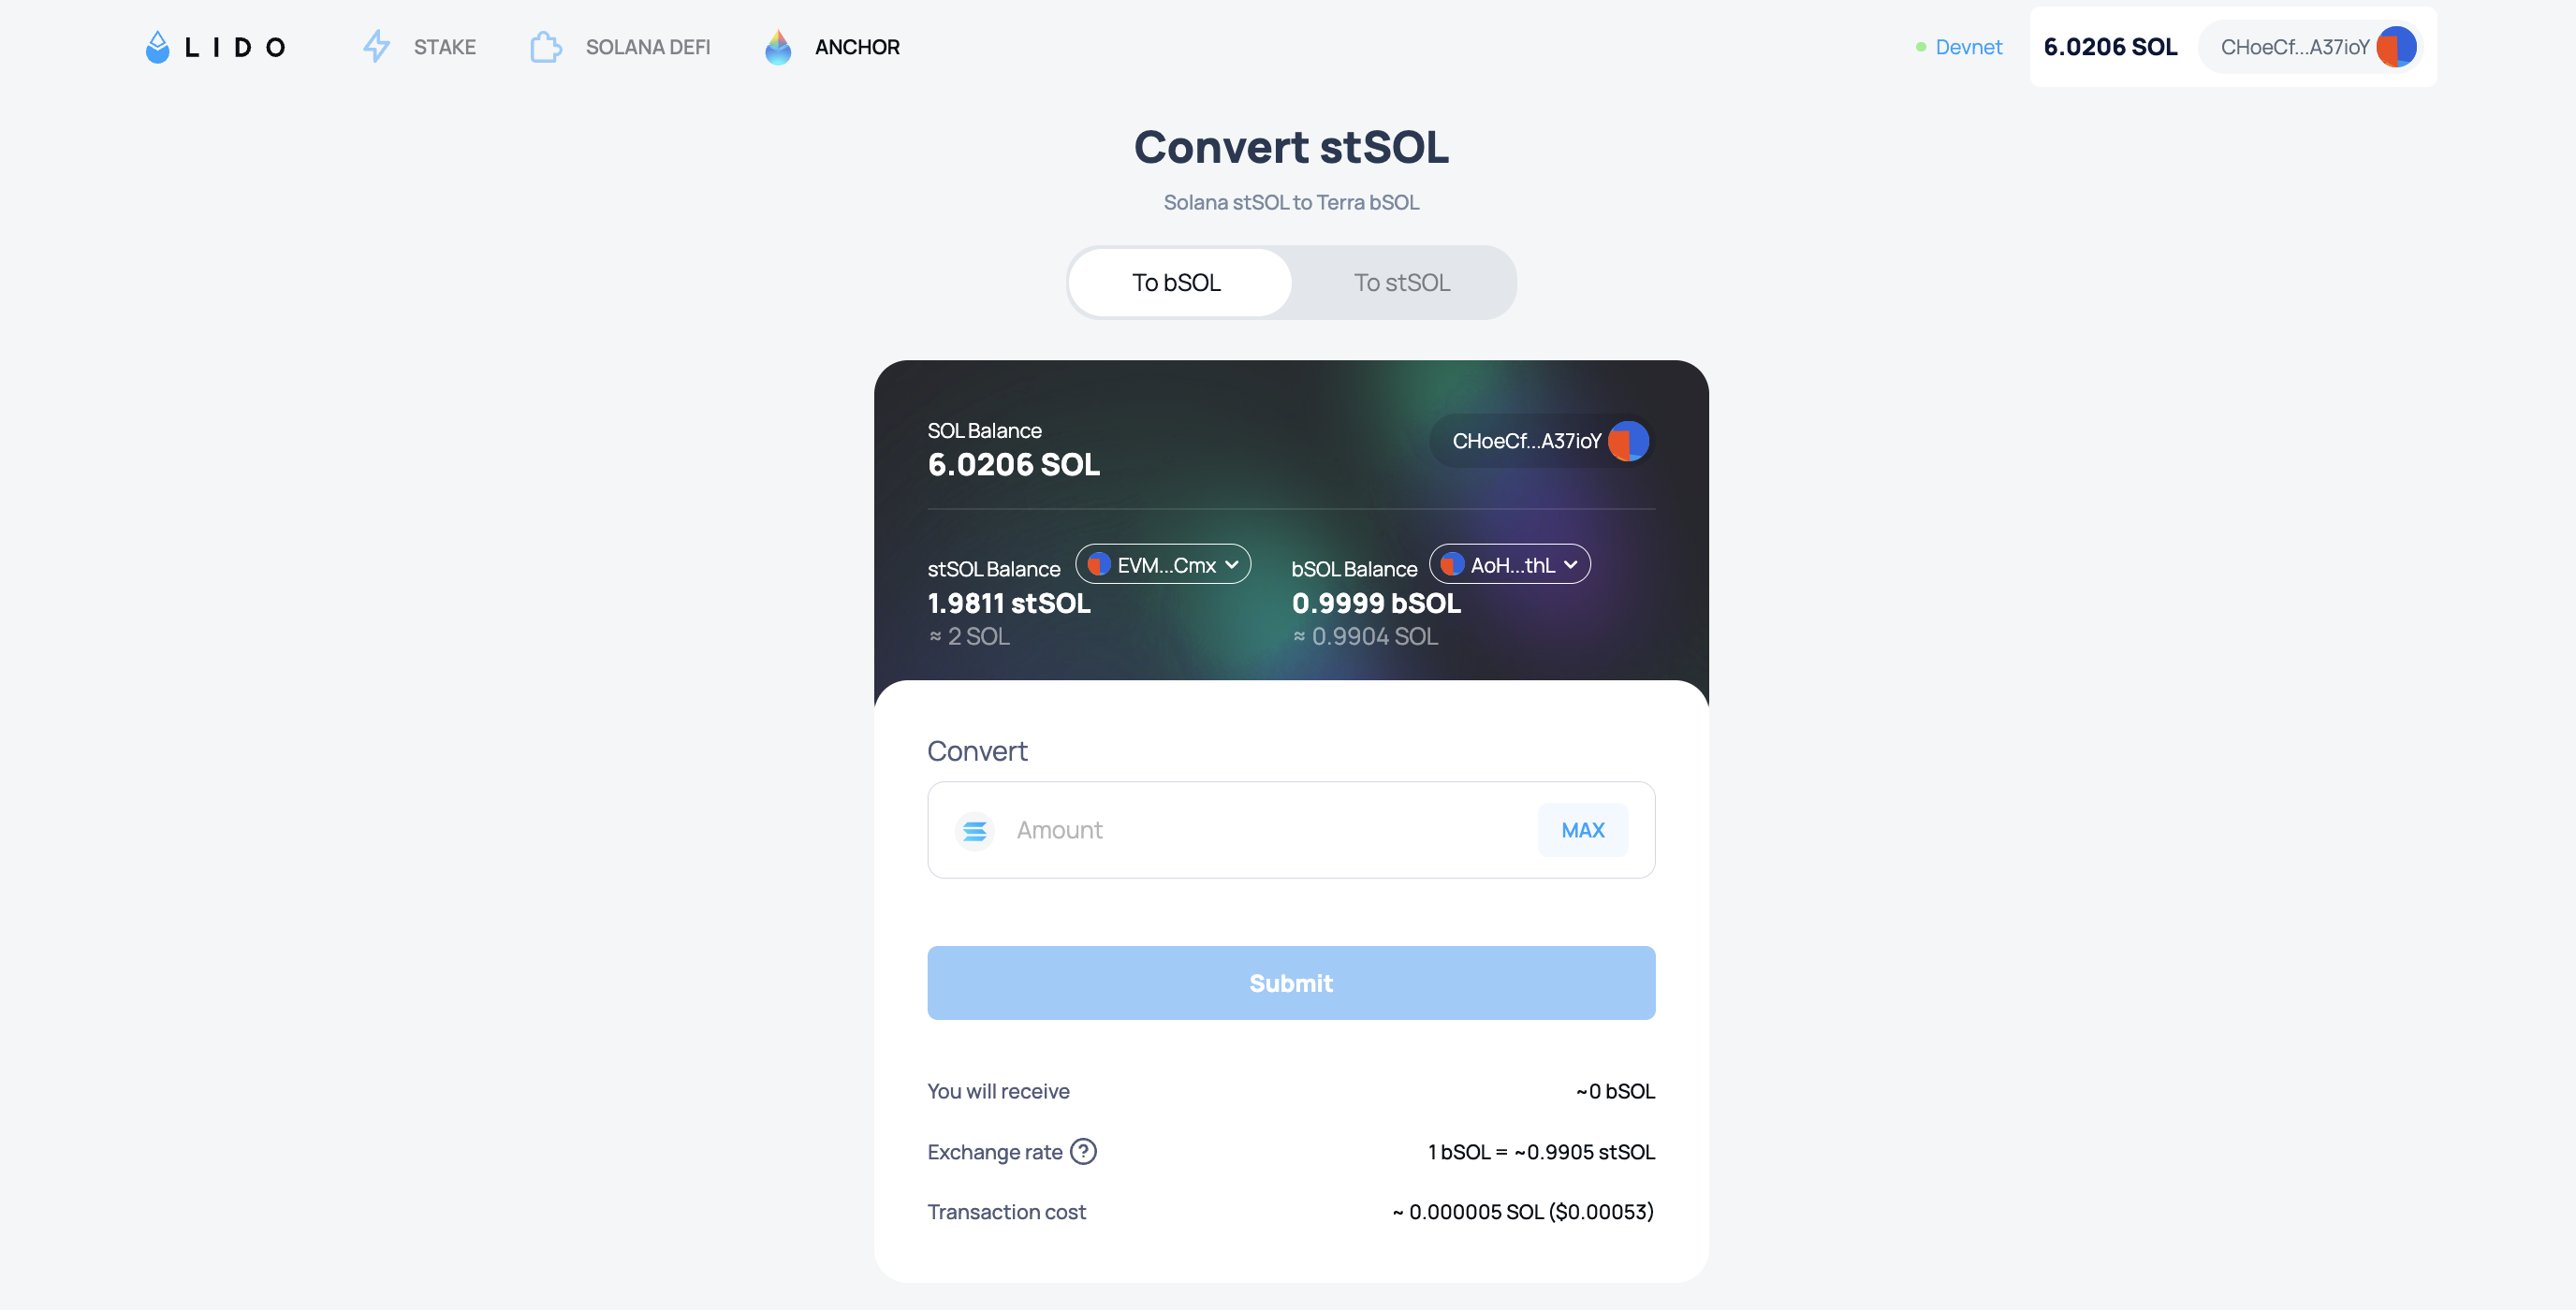 LIDO STAKE SOLANA DEFI ANCHOR Devnet 6.0206 SOL CHoeCf...A37ioY
Convert stSOL
Solana stSOL to Terra bSOL
To bSOL To stSOL
SOL Balance
6.0206 SOL
CHoeCf...A37ioY
stSOL Balance EVM...Cmx
1.9811 stSOL
≈ 2 SOL
bSOL Balance AoH...thL
0.9999 bSOL
≈ 0.9904 SOL
Convert
Amount MAX
Submit
You will receive ~0 bSOL
Exchange rate ? 1 bSOL = ~0.9905 stSOL
Transaction cost ~ 0.000005 SOL ($0.00053)